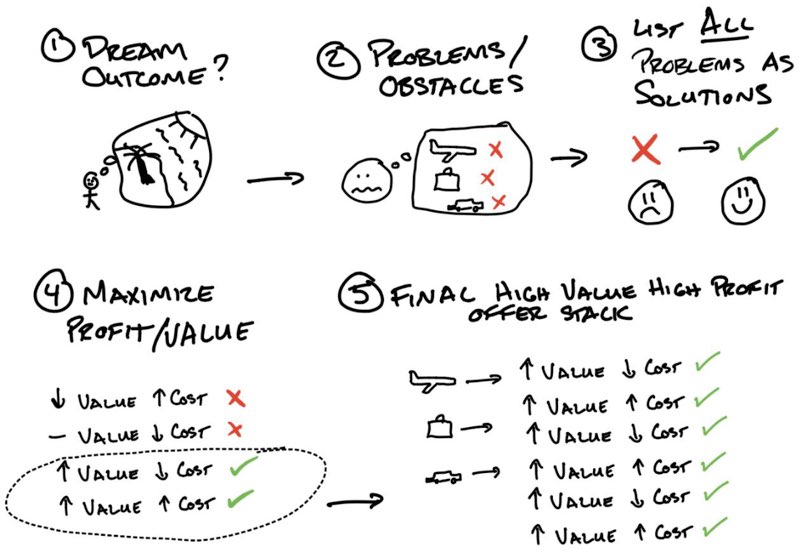 ① DREAM
OUTCOME?
② PROBLEMS/
OBSTACLES
③ LIST ALL
PROBLEMS AS
SOLUTIONS
④ MAXIMIZE
PROFIT/VALUE
↓ VALUE ↑ COST ✗
– VALUE ↓ COST ✗
↑ VALUE ↓ COST ✓
↑ VALUE ↑ COST ✓
⑤ FINAL HIGH VALUE HIGH PROFIT
OFFER STACK
↑ VALUE ↓ COST ✓
↑ VALUE ↑ COST ✓
↑ VALUE ↓ COST ✓
↑ VALUE ↑ COST ✓
↑ VALUE ↓ COST ✓
↑ VALUE ↑ COST ✓